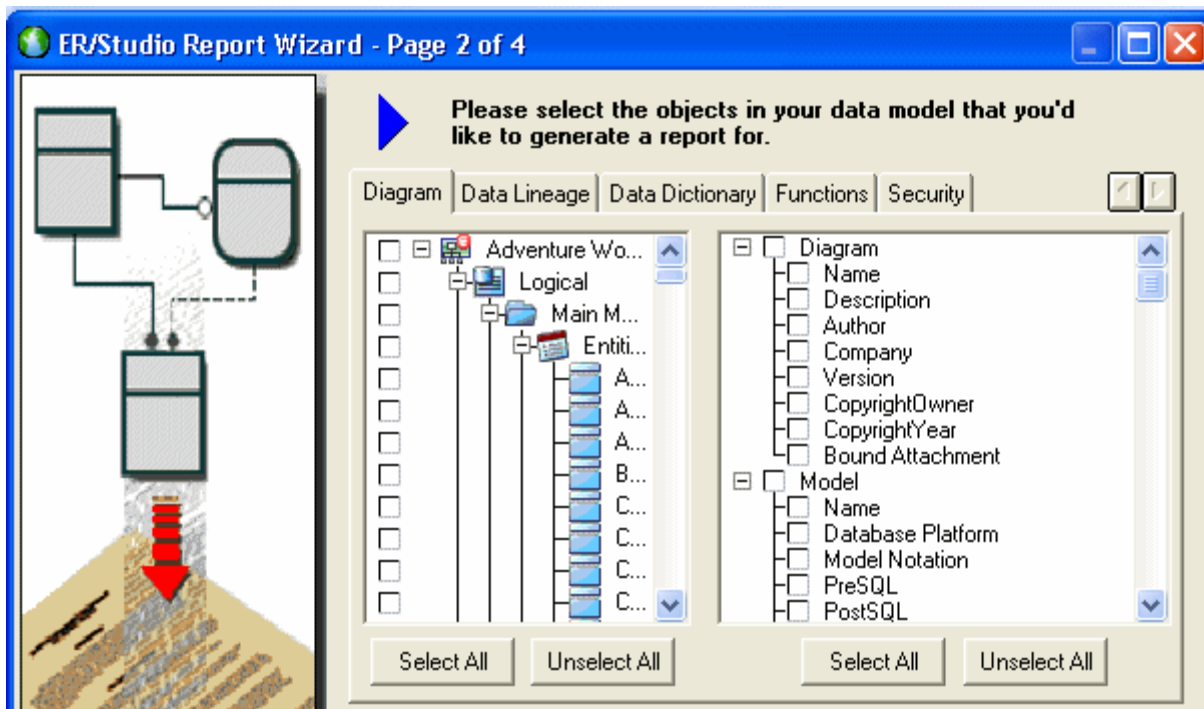 ER/Studio Report Wizard - Page 2 of 4
Please select the objects in your data model that you'd
like to generate a report for.
Diagram
Data Lineage
Data Dictionary
Functions
Security
Adventure Wo...
Logical
Main M...
Entiti...
A...
A...
A...
B...
C...
C...
C...
C...
Select All
Unselect All
Diagram
Name
Description
Author
Company
Version
CopyrightOwner
CopyrightYear
Bound Attachment
Model
Name
Database Platform
Model Notation
PreSQL
PostSQL
Select All
Unselect All